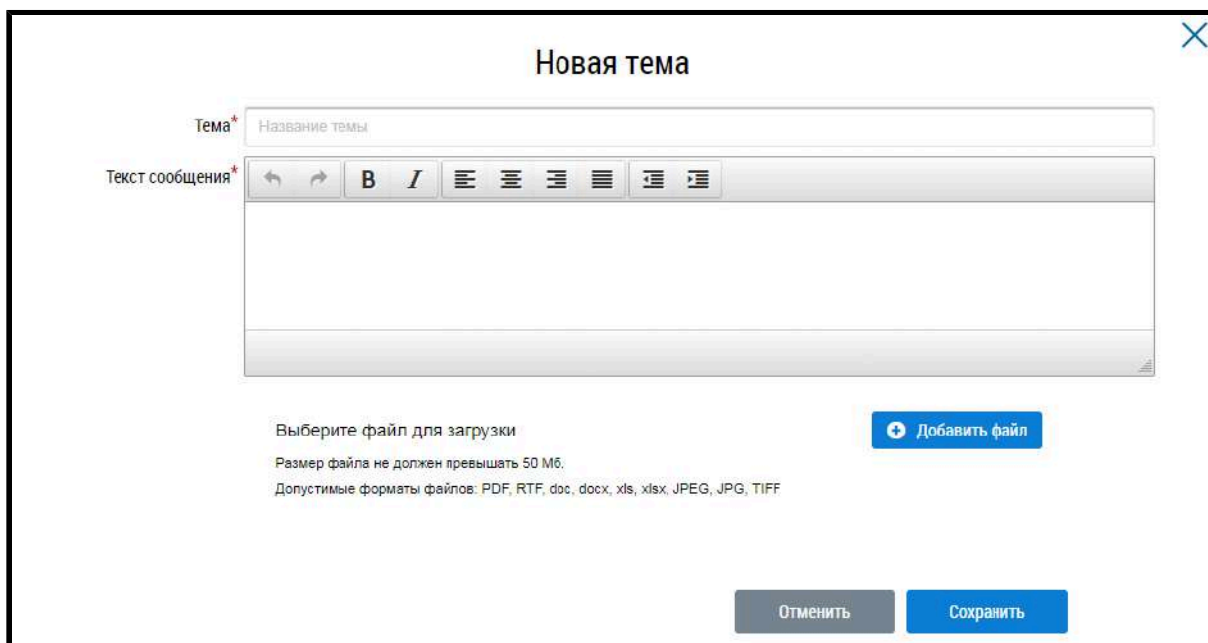 Новая тема
Тема*
Название темы
Текст сообщения*
B I
Выберите файл для загрузки
Добавить файл
Размер файла не должен превышать 50 Мб.
Допустимые форматы файлов: PDF, RTF, doc, docx, xls, xlsx, JPEG, JPG, TIFF
Отменить Сохранить